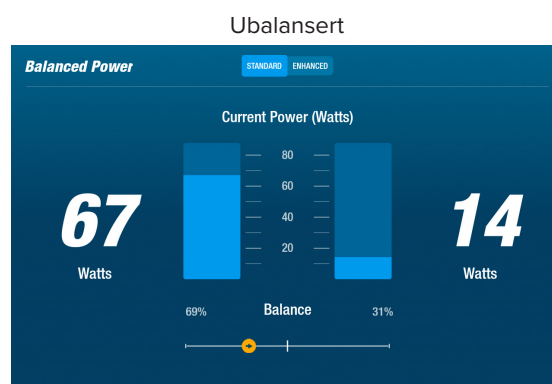 Ubalansert
Balanced Power
STANDARD ENHANCED
Current Power (Watts)
80
60
40
20
67
Watts
14
Watts
69% Balance 31%